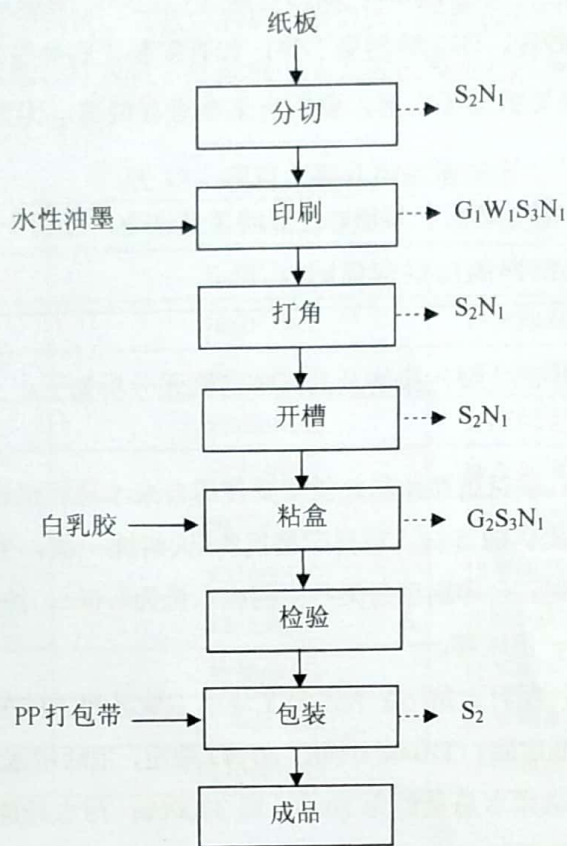 纸板
分切 S₂N₁
水性油墨 印刷 G₁W₁S₃N₁
打角 S₂N₁
开槽 S₂N₁
白乳胶 粘盒 G₂S₃N₁
检验
PP打包带 包装 S₂
成品